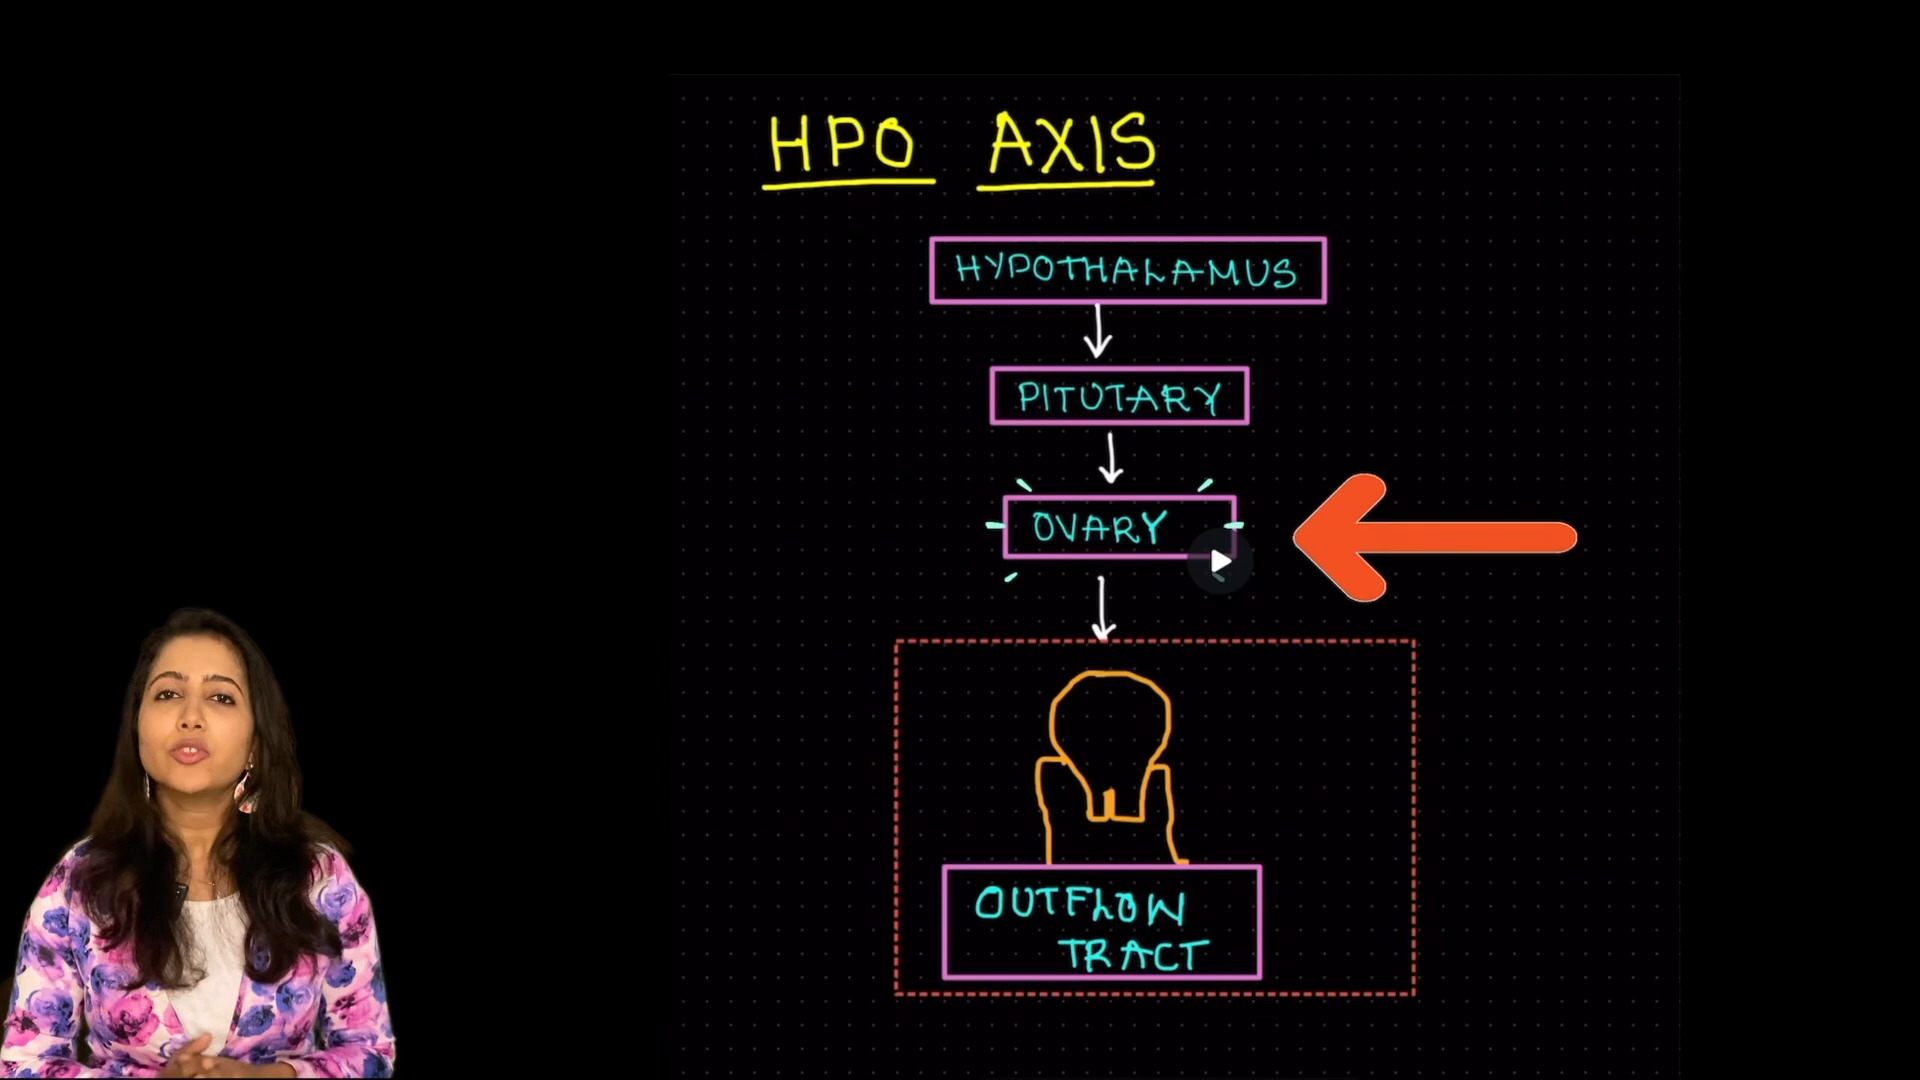 HPO AXIS
HYPOTHALAMUS
PITUTARY
OVARY
OUTFLOW
TRACT